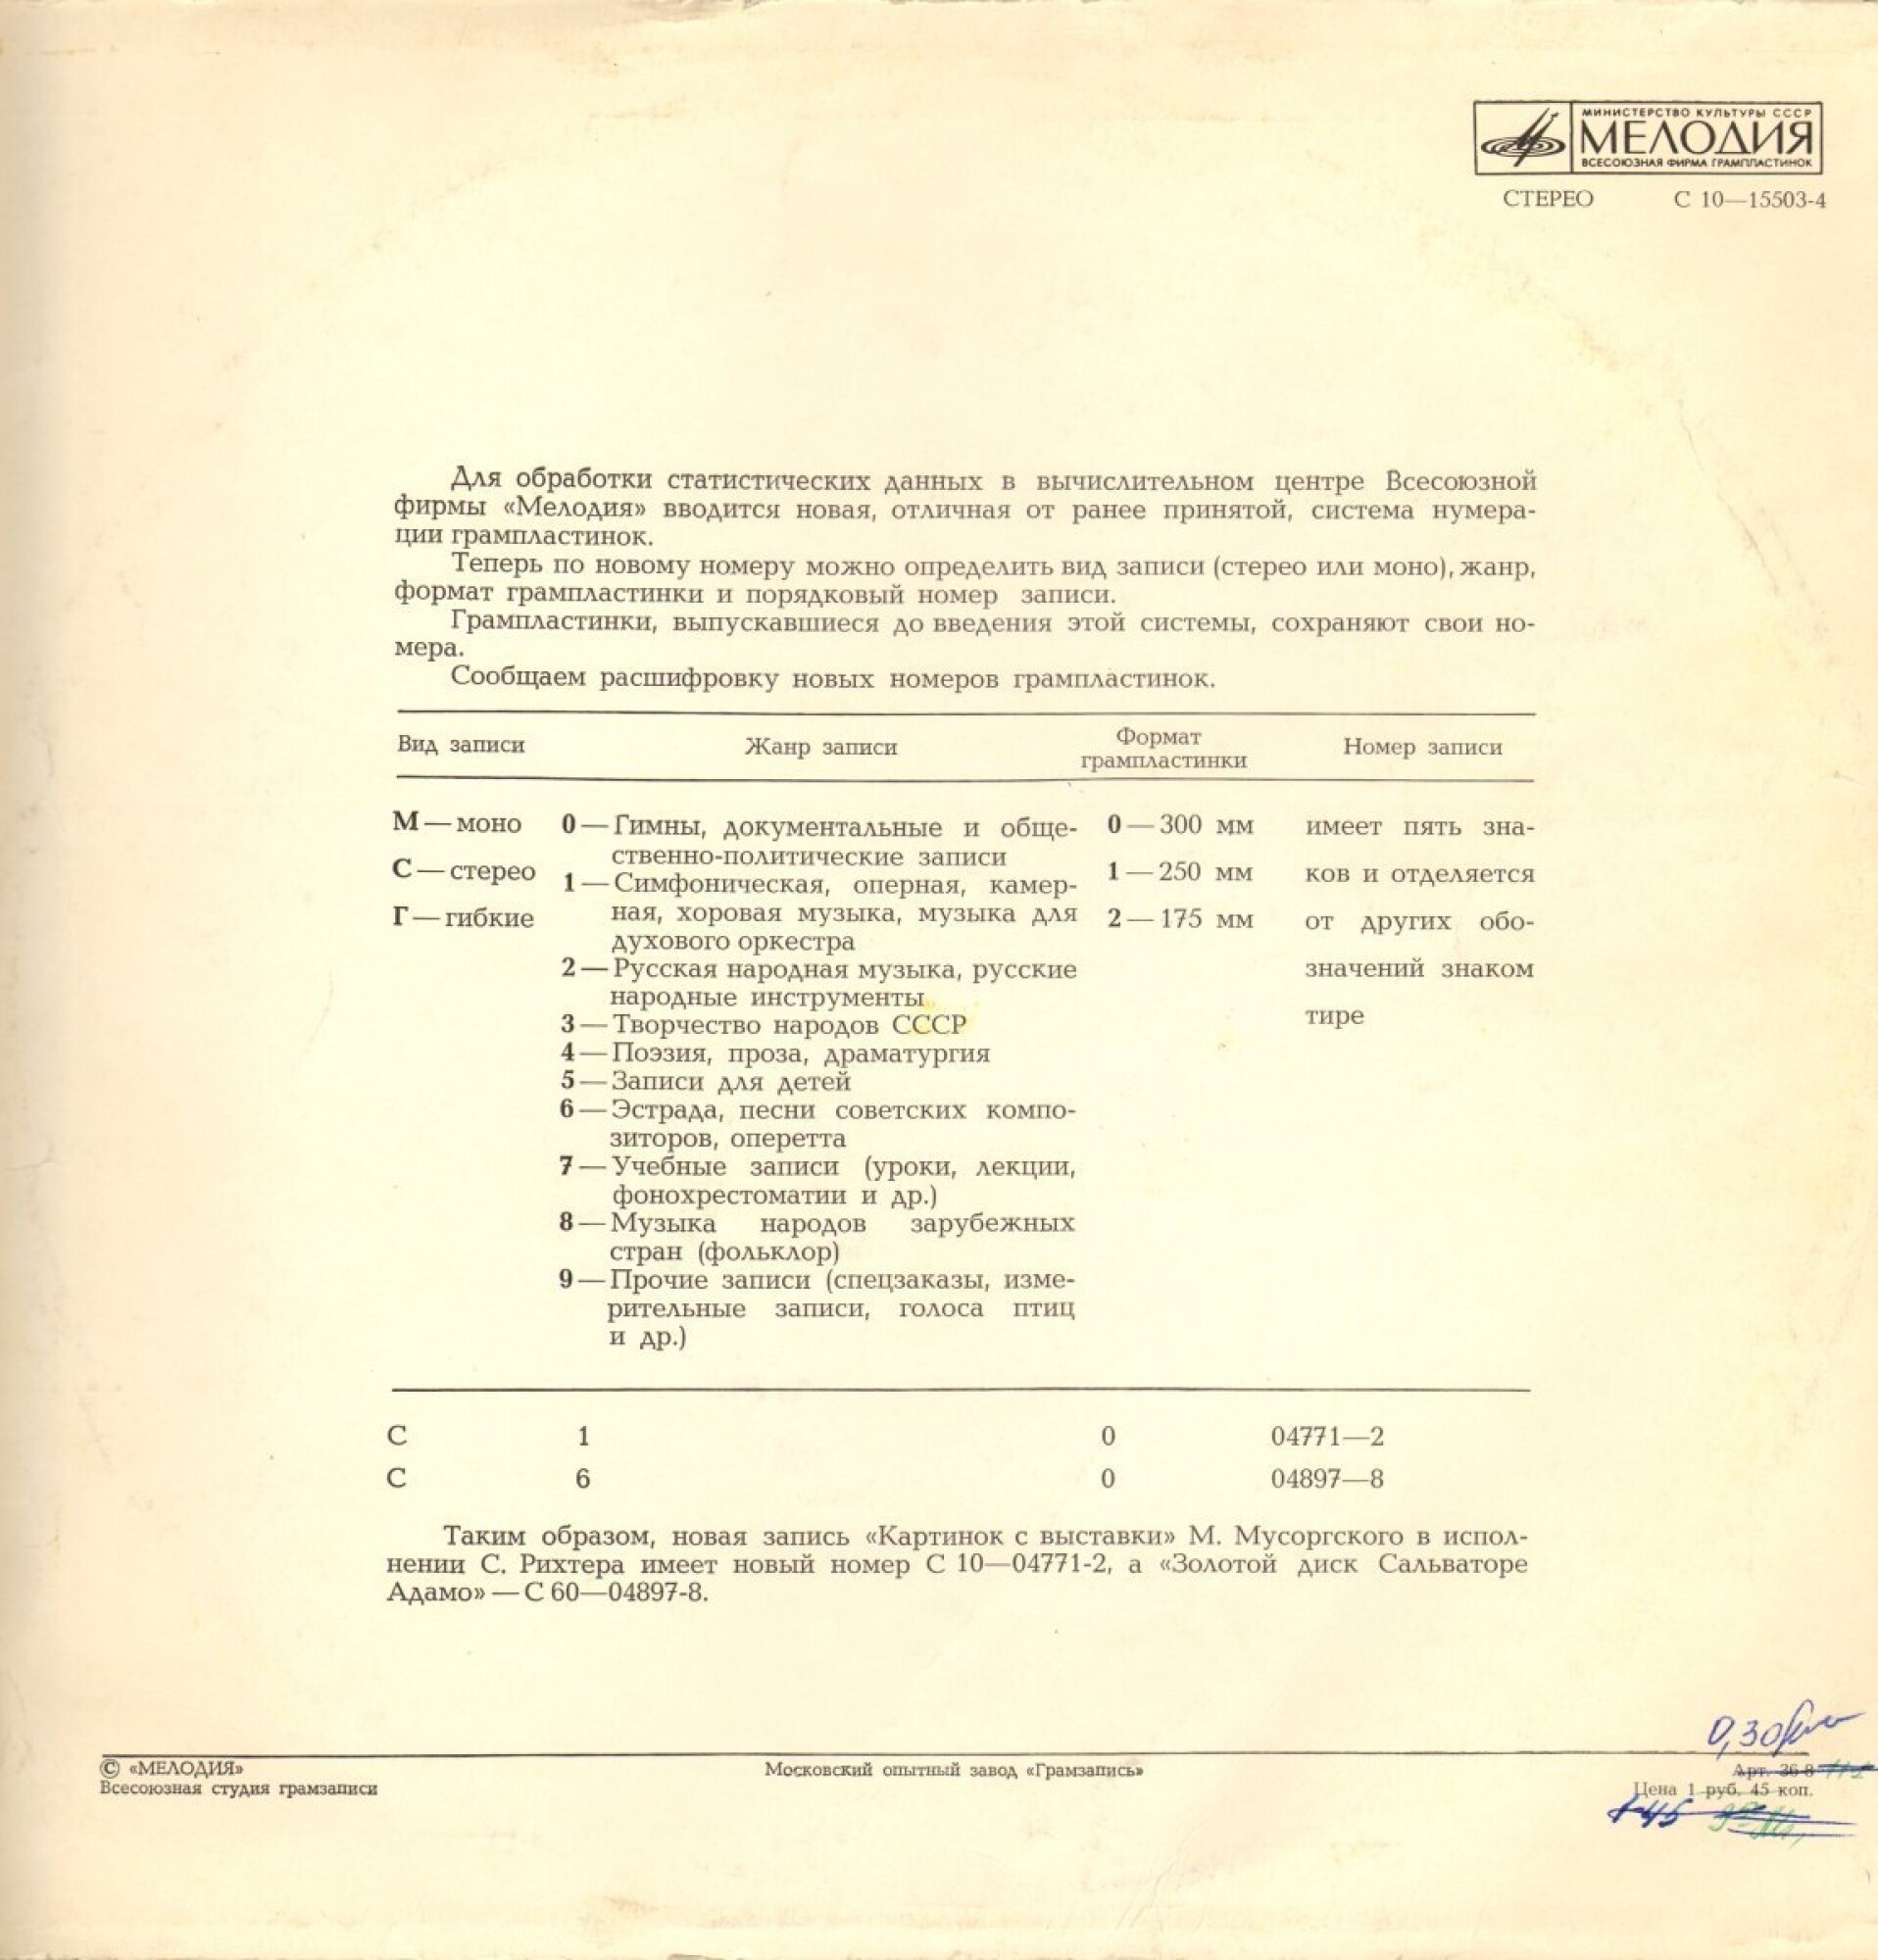 МИНИСТЕРСТВО КУЛЬТУРЫ СССР
МЕЛОДИЯ
ВСЕСОЮЗНАЯ ФИРМА ГРАМПЛАСТИНОК
СТЕРЕО С 10—15503-4
Для обработки статистических данных в вычислительном центре Всесоюзной
фирмы «Мелодия» вводится новая, отличная от ранее принятой, система нумера-
ции грампластинок.
Теперь по новому номеру можно определить вид записи (стерео или моно), жанр,
формат грампластинки и порядковый номер записи.
Грампластинки, выпускавшиеся до введения этой системы, сохраняют свои но-
мера.
Сообщаем расшифровку новых номеров грампластинок.
Вид записи
Жанр записи
Формат
грампластинки
Номер записи
М — моно
С — стерео
Г — гибкие
0 — Гимны, документальные и обще-
ственно-политические записи
1 — Симфоническая, оперная, камер-
ная, хоровая музыка, музыка для
духового оркестра
2 — Русская народная музыка, русские
народные инструменты
3 — Творчество народов СССР
4 — Поэзия, проза, драматургия
5 — Записи для детей
6 — Эстрада, песни советских компо-
зиторов, оперетта
7 — Учебные записи (уроки, лекции,
фонохрестоматии и др.)
8 — Музыка народов зарубежных
стран (фольклор)
9 — Прочие записи (спецзаказы, изме-
рительные записи, голоса птиц
и др.)
0 — 300 мм
1 — 250 мм
2 — 175 мм
имеет пять зна-
ков и отделяется
от других обо-
значений знаком
тире
С 1 0 04771—2
С 6 0 04897—8
Таким образом, новая запись «Картинок с выставки» М. Мусоргского в испол-
нении С. Рихтера имеет новый номер С 10—04771-2, а «Золотой диск Сальваторе
Адамо» — С 60—04897-8.
0,30
© «МЕЛОДИЯ»
Всесоюзная студия грамзаписи
Московский опытный завод «Грамзапись»
Арт. 36-8
Цена 1 руб. 45 коп.
1-45